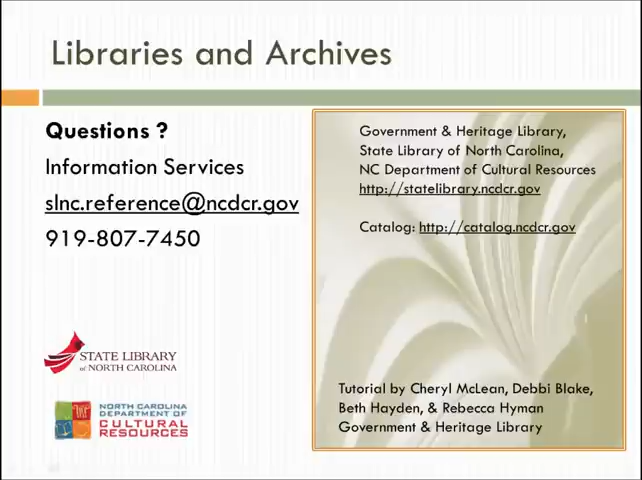 Libraries and Archives
Questions ?
Information Services
slnc.reference@ncdcr.gov
919-807-7450
STATE LIBRARY
of NORTH CAROLINA
NORTH CAROLINA
DEPARTMENT OF
CULTURAL
RESOURCES
Government & Heritage Library,
State Library of North Carolina,
NC Department of Cultural Resources
http://statelibrary.ncdcr.gov
Catalog: http://catalog.ncdcr.gov
Tutorial by Cheryl McLean, Debbi Blake,
Beth Hayden, & Rebecca Hyman
Government & Heritage Library